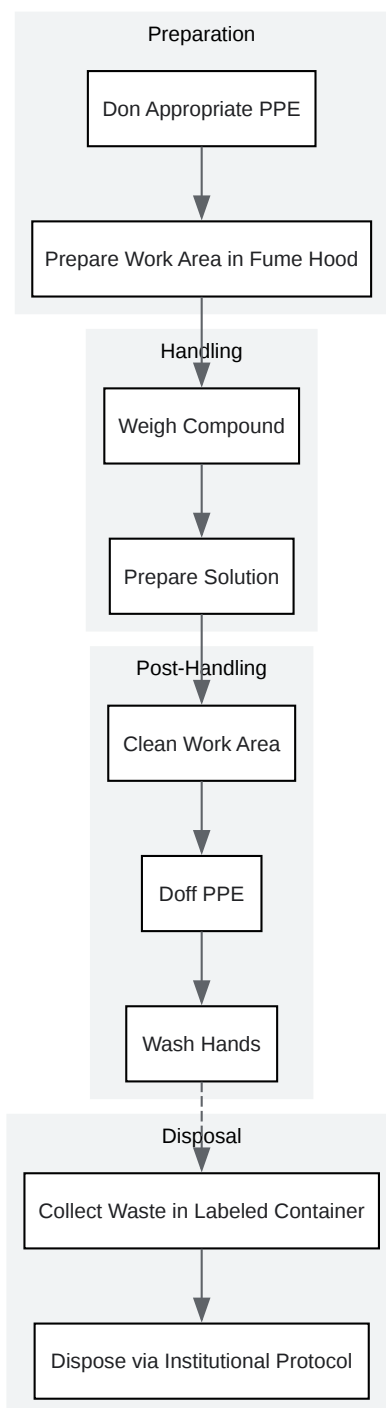 Preparation
Don Appropriate PPE
Prepare Work Area in Fume Hood
Handling
Weigh Compound
Prepare Solution
Post-Handling
Clean Work Area
Doff PPE
Wash Hands
Disposal
Collect Waste in Labeled Container
Dispose via Institutional Protocol